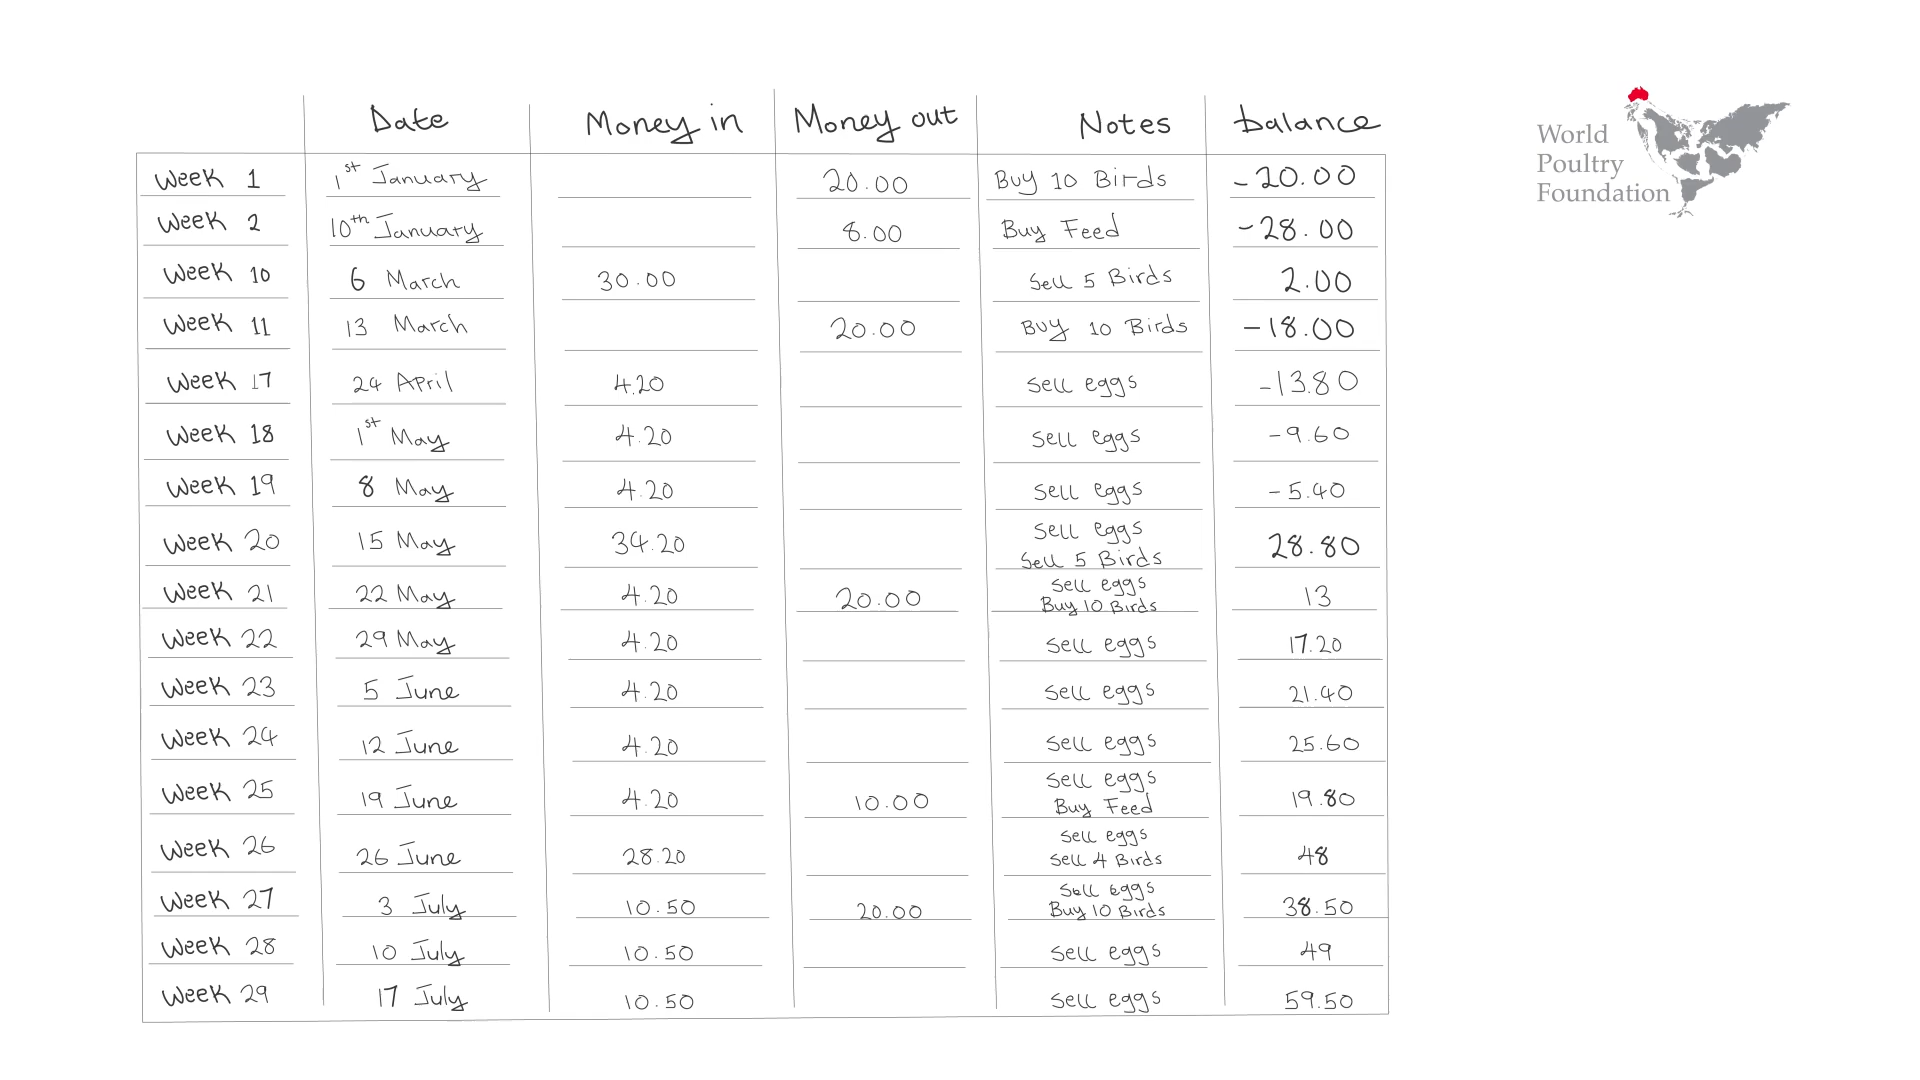 Date Money in Money out Notes balance
Week 1 1st January 20.00 Buy 10 Birds -20.00
Week 2 10th January 8.00 Buy Feed -28.00
Week 10 6 March 30.00 Sell 5 Birds 2.00
Week 11 13 March 20.00 Buy 10 Birds -18.00
Week 17 24 April 4.20 Sell eggs -13.80
Week 18 1st May 4.20 Sell eggs -9.60
Week 19 8 May 4.20 Sell eggs -5.40
Week 20 15 May 34.20 Sell eggs
Sell 5 Birds 28.80
Week 21 22 May 4.20 20.00 Sell eggs
Buy 10 Birds 13
Week 22 29 May 4.20 Sell eggs 17.20
Week 23 5 June 4.20 Sell eggs 21.40
Week 24 12 June 4.20 Sell eggs 25.60
Week 25 19 June 4.20 10.00 Sell eggs
Buy Feed 19.80
Week 26 26 June 28.20 Sell eggs
Sell 4 Birds 48
Week 27 3 July 10.50 20.00 Sell eggs
Buy 10 Birds 38.50
Week 28 10 July 10.50 Sell eggs 49
Week 29 17 July 10.50 Sell eggs 59.50
World
Poultry
Foundation